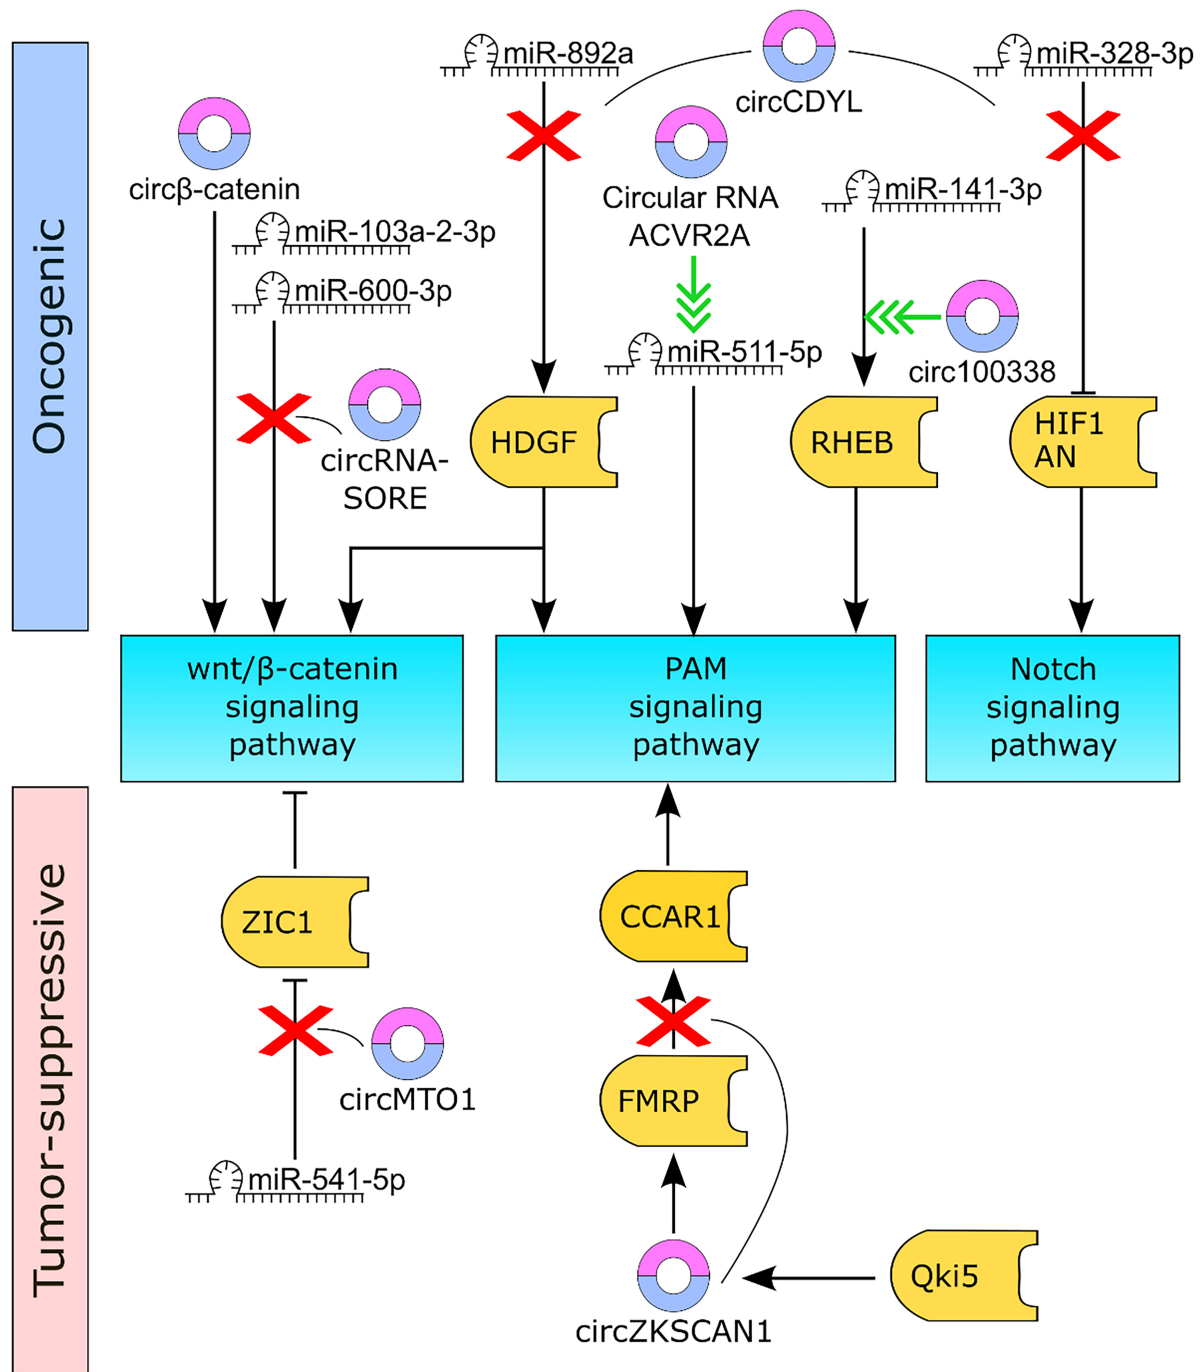 Oncogenic
miR-892a
circCDYL
miR-328-3p
circβ-catenin
Circular RNA
ACVR2A
miR-141-3p
miR-103a-2-3p
miR-600-3p
miR-511-5p
circ100338
circRNA-
SORE
HDGF
RHEB
HIF1
AN
wnt/β-catenin
signaling
pathway
PAM
signaling
pathway
Notch
signaling
pathway
Tumor-suppressive
ZIC1
CCAR1
circMTO1
FMRP
miR-541-5p
Qki5
circZKSCAN1